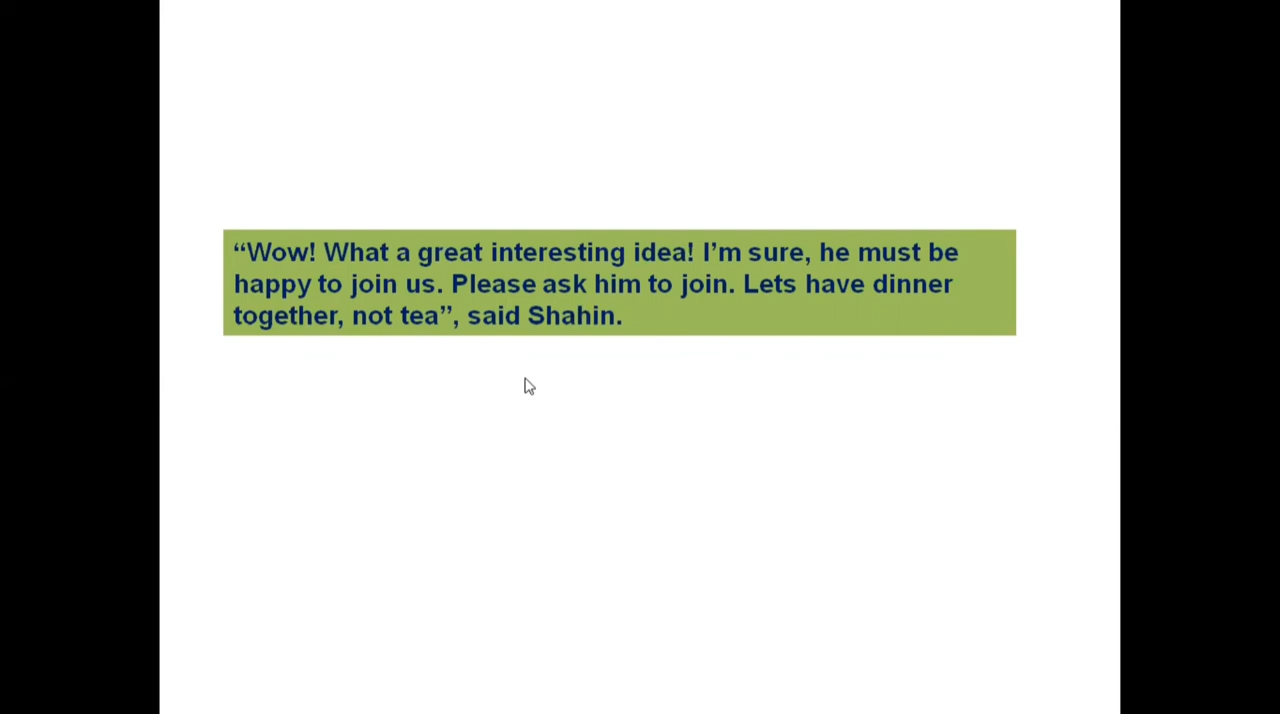 “Wow! What a great interesting idea! I’m sure, he must be
happy to join us. Please ask him to join. Lets have dinner
together, not tea”, said Shahin.